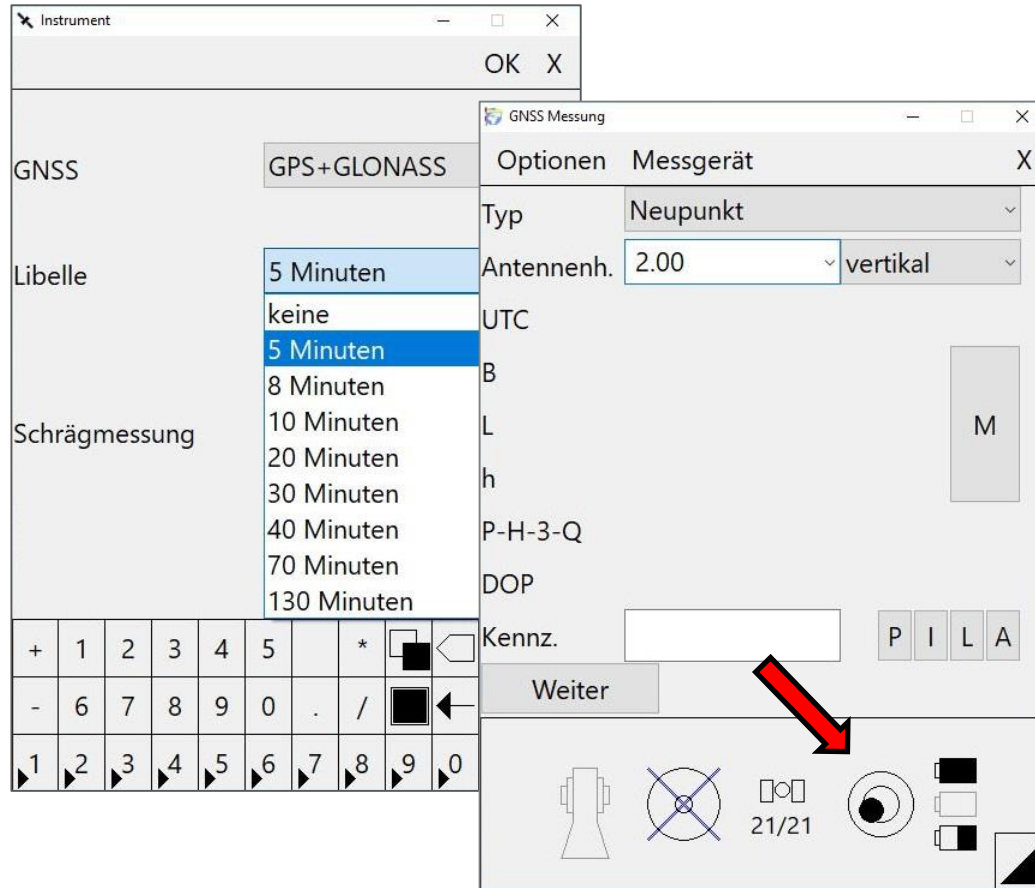 Instrument
OK X
GNSS
GPS+GLONASS
Libelle
5 Minuten
keine
5 Minuten
8 Minuten
10 Minuten
20 Minuten
30 Minuten
40 Minuten
70 Minuten
130 Minuten
Schrägmessung
+ 1 2 3 4 5 *
- 6 7 8 9 0 . /
1 2 3 4 5 6 7 8 9 0
GNSS Messung
Optionen Messgerät X
Typ Neupunkt
Antennenh. 2.00 vertikal
UTC
B
L
M
h
P-H-3-Q
DOP
Kennz. P I L A
Weiter
21/21